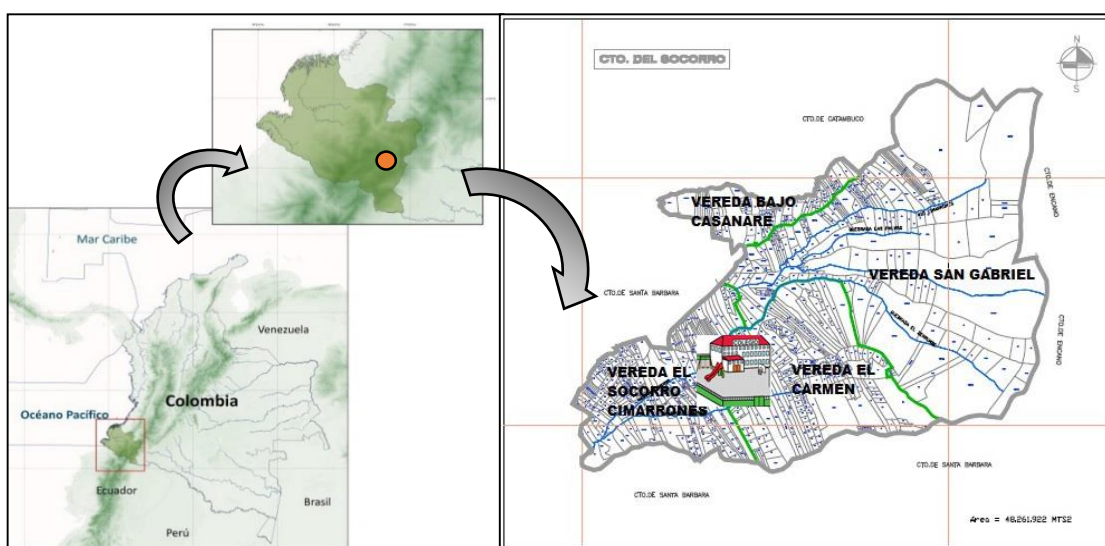 Mar Caribe
Venezuela
Colombia
Océano Pacífico
Ecuador
Brasil
Perú
CTO. DEL SOCORRO
N
S
CTO.DE CATAMBUCO
CTO.DE ENCANO
VEREDA BAJO
CASANARE
VEREDA SAN GABRIEL
CTO.DE SANTA BARBARA
CTO.DE ENCANO
COLEGIO
VEREDA EL
SOCORRO
CIMARRONES
VEREDA EL
CARMEN
CTO.DE SANTA BARBARA
CTO.DE SANTA BARBARA
Area = 48.261.922 MTS2